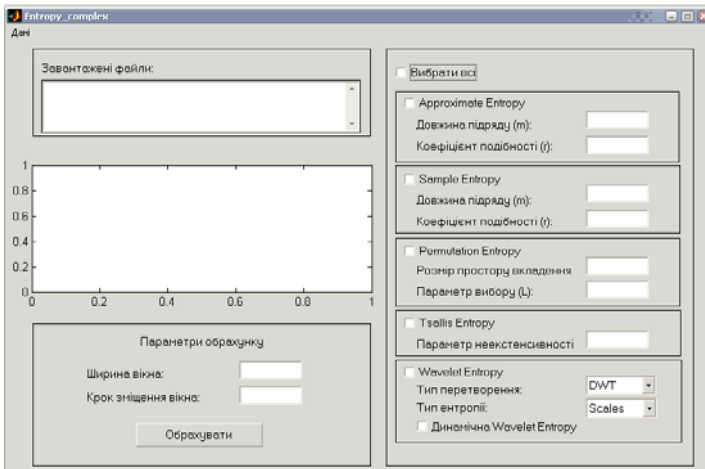 Entropy_complex
Дані
Завантажені файли:
1
0.8
0.6
0.4
0.2
0
0 0.2 0.4 0.6 0.8 1
Параметри обрахунку
Ширина вікна:
Крок зміщення вікна:
Обрахувати
Вибрати всі
Approximate Entropy
Довжина підряду (m):
Коефіцієнт подібності (r):
Sample Entropy
Довжина підряду (m):
Коефіцієнт подібності (r):
Permutation Entropy
Розмір простору вкладення
Параметр вибору (L):
Tsallis Entropy
Параметр неекстенсивності
Wavelet Entropy
Тип перетворення: DWT
Тип ентропії: Scales
Динамічна Wavelet Entropy